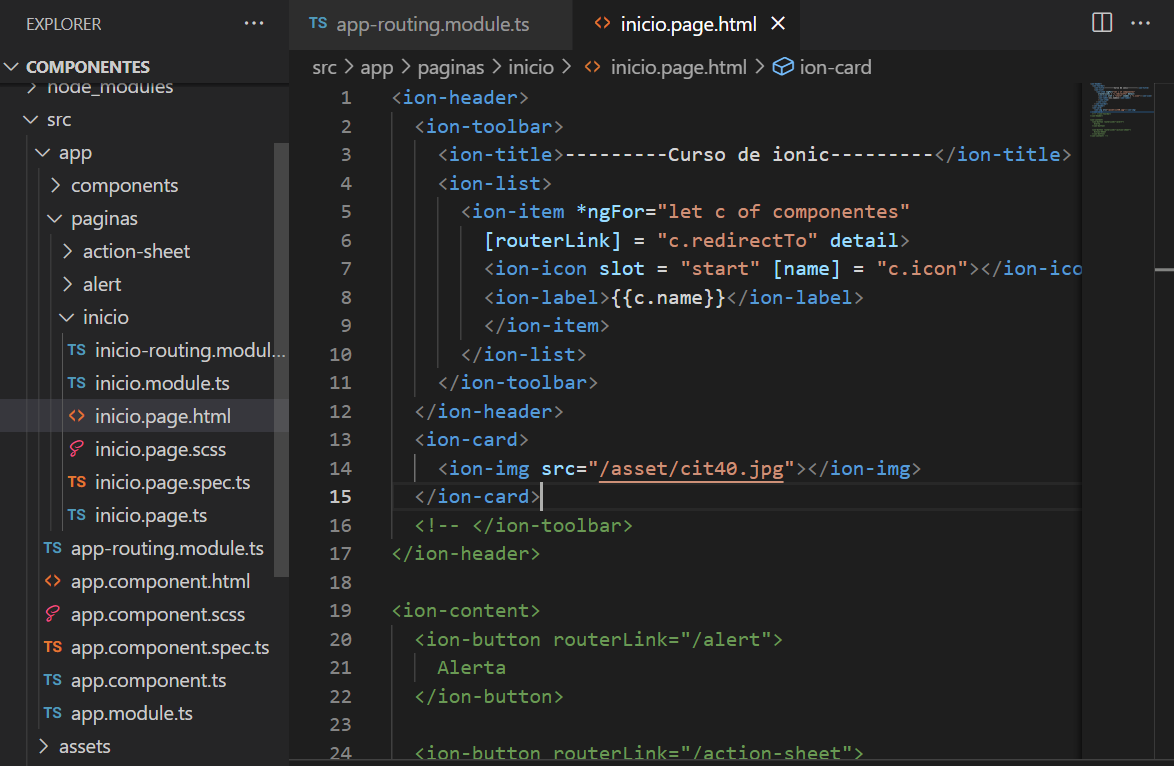 EXPLORER ...
COMPONENTES
node_modules
src
app
components
paginas
action-sheet
alert
inicio
TS inicio-routing.modul...
TS inicio.module.ts
<> inicio.page.html
inicio.page.scss
TS inicio.page.spec.ts
TS inicio.page.ts
TS app-routing.module.ts
<> app.component.html
app.component.scss
TS app.component.spec.ts
TS app.component.ts
TS app.module.ts
assets
TS app-routing.module.ts <> inicio.page.html × ...
src > app > paginas > inicio > <> inicio.page.html > ion-card
1 <ion-header>
2 <ion-toolbar>
3 <ion-title>---------Curso de ionic---------</ion-title>
4 <ion-list>
5 <ion-item *ngFor="let c of componentes"
6 [routerLink] = "c.redirectTo" detail>
7 <ion-icon slot = "start" [name] = "c.icon"></ion-ico
8 <ion-label>{{c.name}}</ion-label>
9 </ion-item>
10 </ion-list>
11 </ion-toolbar>
12 </ion-header>
13 <ion-card>
14 <ion-img src="/asset/cit40.jpg"></ion-img>
15 </ion-card>
16 <!-- </ion-toolbar>
17 </ion-header>
18
19 <ion-content>
20 <ion-button routerLink="/alert">
21 Alerta
22 </ion-button>
23
24 <ion-button routerLink="/action-sheet">